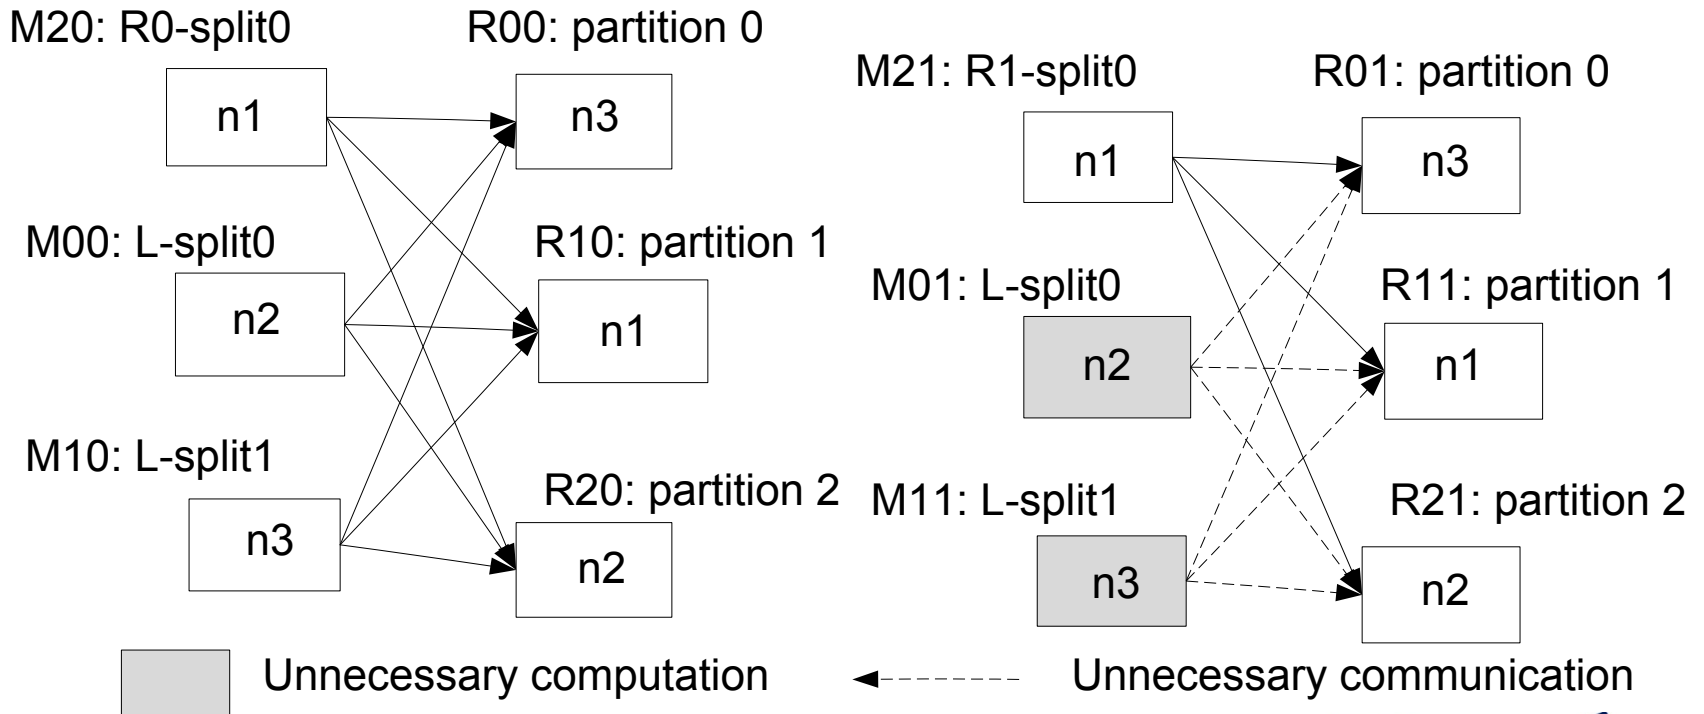 M20: R0-split0
R00: partition 0
n1
n3
M00: L-split0
R10: partition 1
n2
n1
M10: L-split1
R20: partition 2
n3
n2
M21: R1-split0
R01: partition 0
n1
n3
M01: L-split0
R11: partition 1
n2
n1
M11: L-split1
R21: partition 2
n3
n2
Unnecessary computation
Unnecessary communication